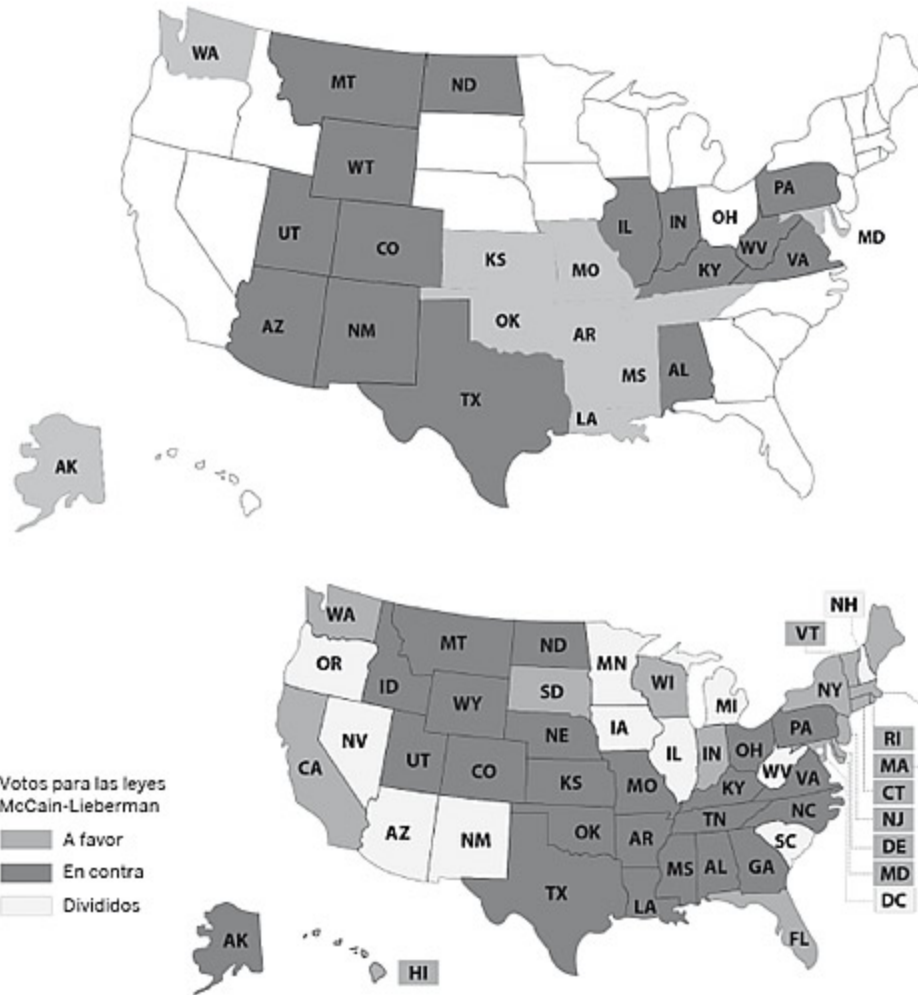 WA
MT
ND
WT
UT
CO
AZ
NM
KS
MO
OK
AR
TX
LA
MS
AL
IL
IN
OH
KY
WV
VA
PA
MD
AK
Votos para las leyes
McCain-Lieberman
A favor
En contra
Divididos
WA
OR
CA
NV
ID
MT
WY
UT
CO
AZ
NM
ND
SD
NE
KS
OK
TX
MN
IA
MO
AR
LA
WI
IL
MI
IN
OH
KY
TN
MS
AL
GA
FL
SC
NC
VA
WV
PA
NY
VT
NH
RI
MA
CT
NJ
DE
MD
DC
AK
HI